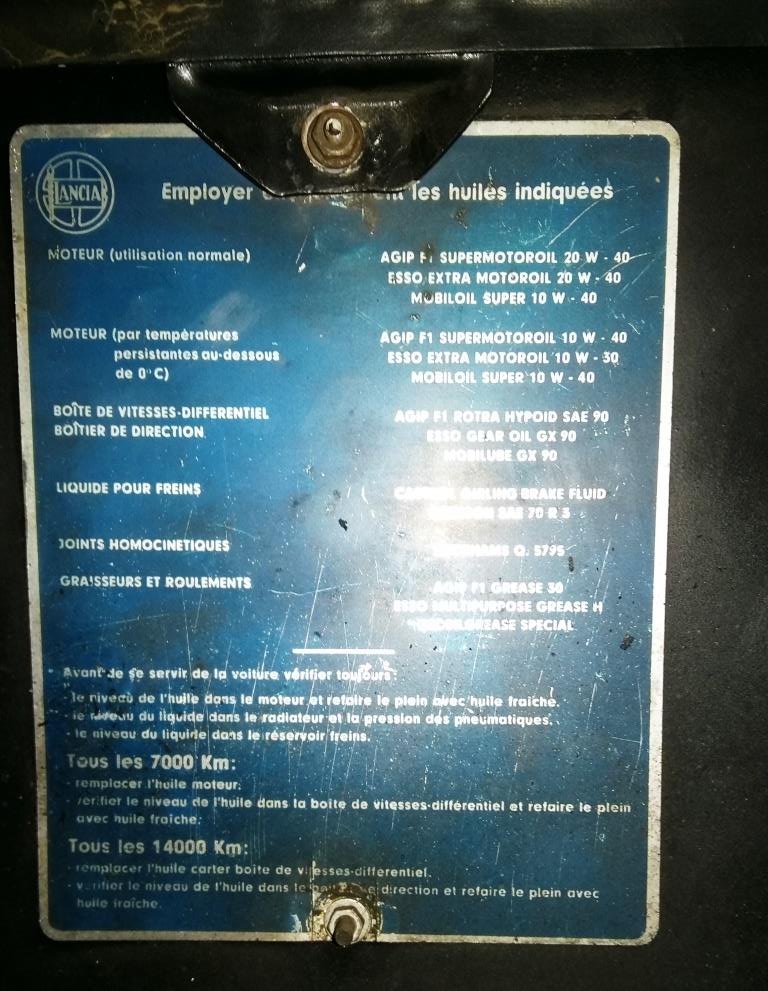 LANCIA
Employer les huiles indiquées
MOTEUR (utilisation normale)
AGIP F1 SUPERMOTOROIL 20 W - 40
ESSO EXTRA MOTOROIL 20 W - 40
MOBILOIL SUPER 10 W - 40
MOTEUR (par températures
persistantes au-dessous
de 0°C)
AGIP F1 SUPERMOTOROIL 10 W - 40
ESSO EXTRA MOTOROIL 10 W - 30
MOBILOIL SUPER 10 W - 40
BOÎTE DE VITESSES-DIFFERENTIEL
BOÎTIER DE DIRECTION
AGIP F1 ROTRA HYPOID SAE 90
ESSO GEAR OIL GX 90
MOBILUBE GX 90
LIQUIDE POUR FREINS
GIRLING BRAKE FLUID
SAE 70 R 3
JOINTS HOMOCINETIQUES
Q. 5795
GRAISSEURS ET ROULEMENTS
AGIP F1 GREASE 30
ESSO MULTIPURPOSE GREASE H
MOBILGREASE SPECIAL
Avant de se servir de la voiture vérifier toujours:
- le niveau de l'huile dans le moteur et refaire le plein avec huile fraîche.
- le niveau du liquide dans le radiateur et la pression des pneumatiques.
- le niveau du liquide dans le réservoir freins.
Tous les 7000 Km:
- remplacer l'huile moteur.
- vérifier le niveau de l'huile dans la boîte de vitesses-différentiel et refaire le plein
avec huile fraîche.
Tous les 14000 Km:
- remplacer l'huile carter boîte de vitesses-différentiel.
- vérifier le niveau de l'huile dans le direction et refaire le plein avec
huile fraîche.